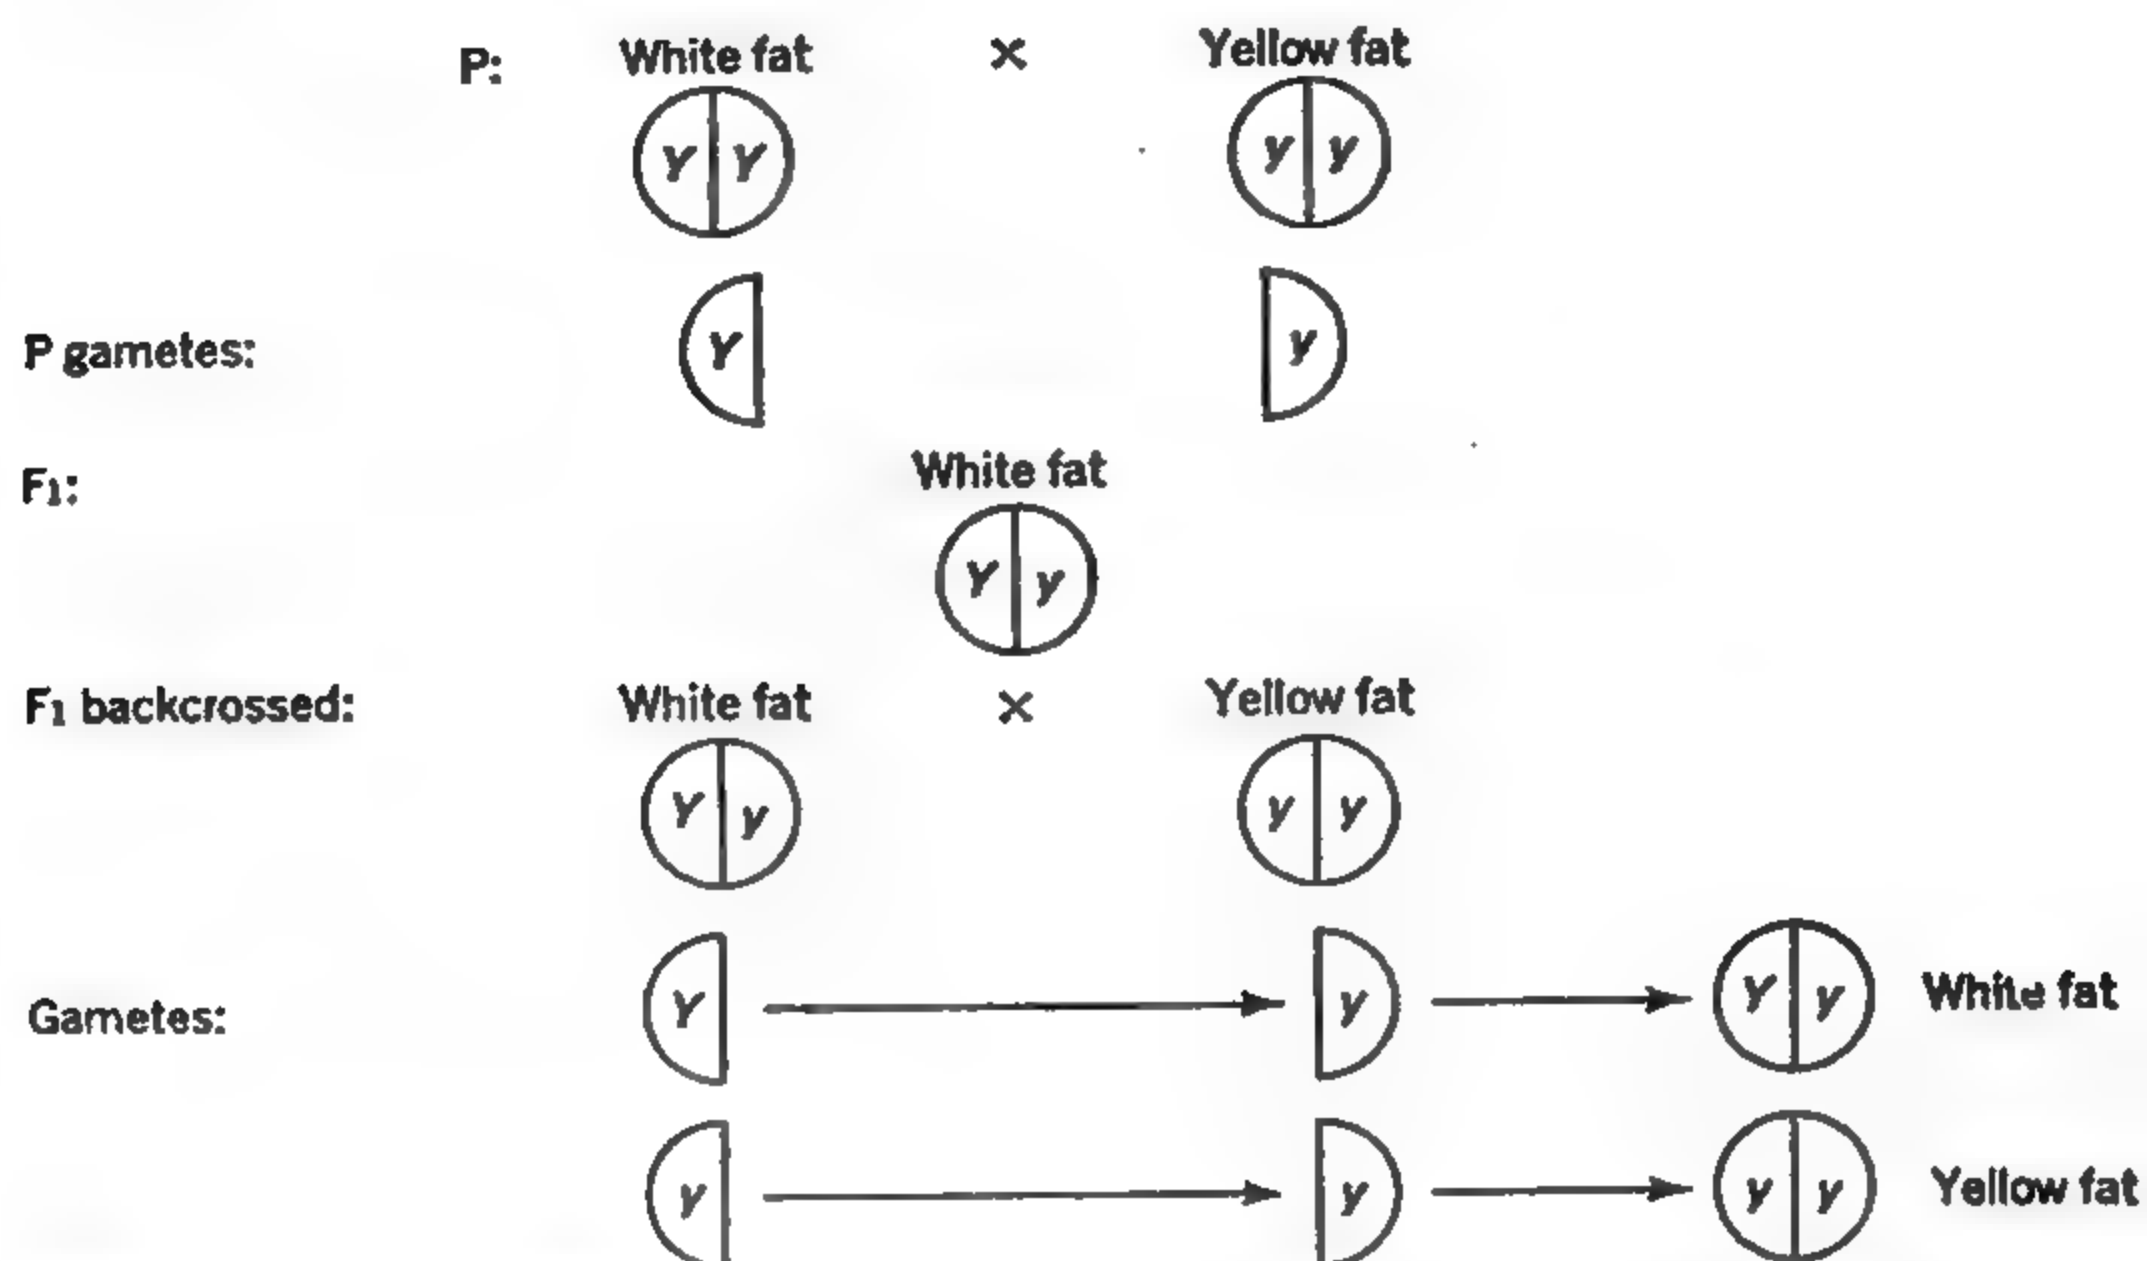 P: White fat × Yellow fat
Y Y y y
P gametes: Y y
F1: White fat
Y y
F1 backcrossed: White fat × Yellow fat
Y y y y
Gametes: Y y Y y White fat
y y y y Yellow fat